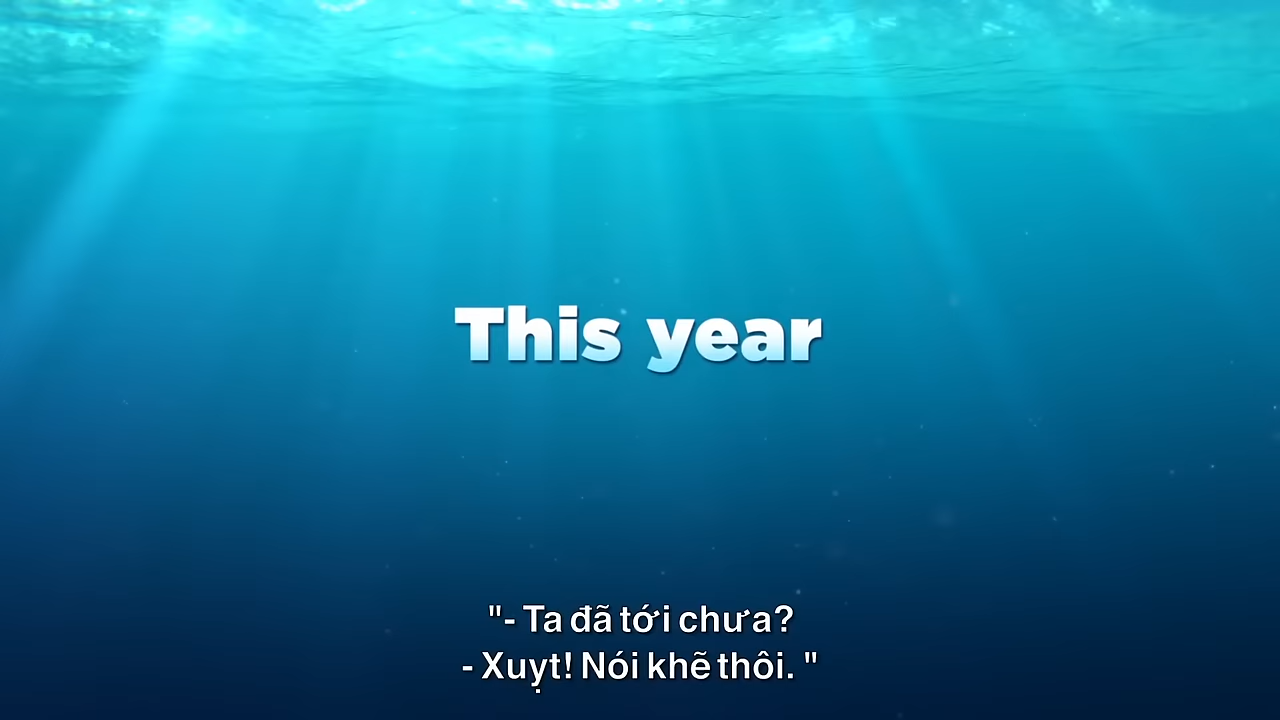 This year
"- Ta đã tới chưa?
- Xuỵt! Nói khẽ thôi. "